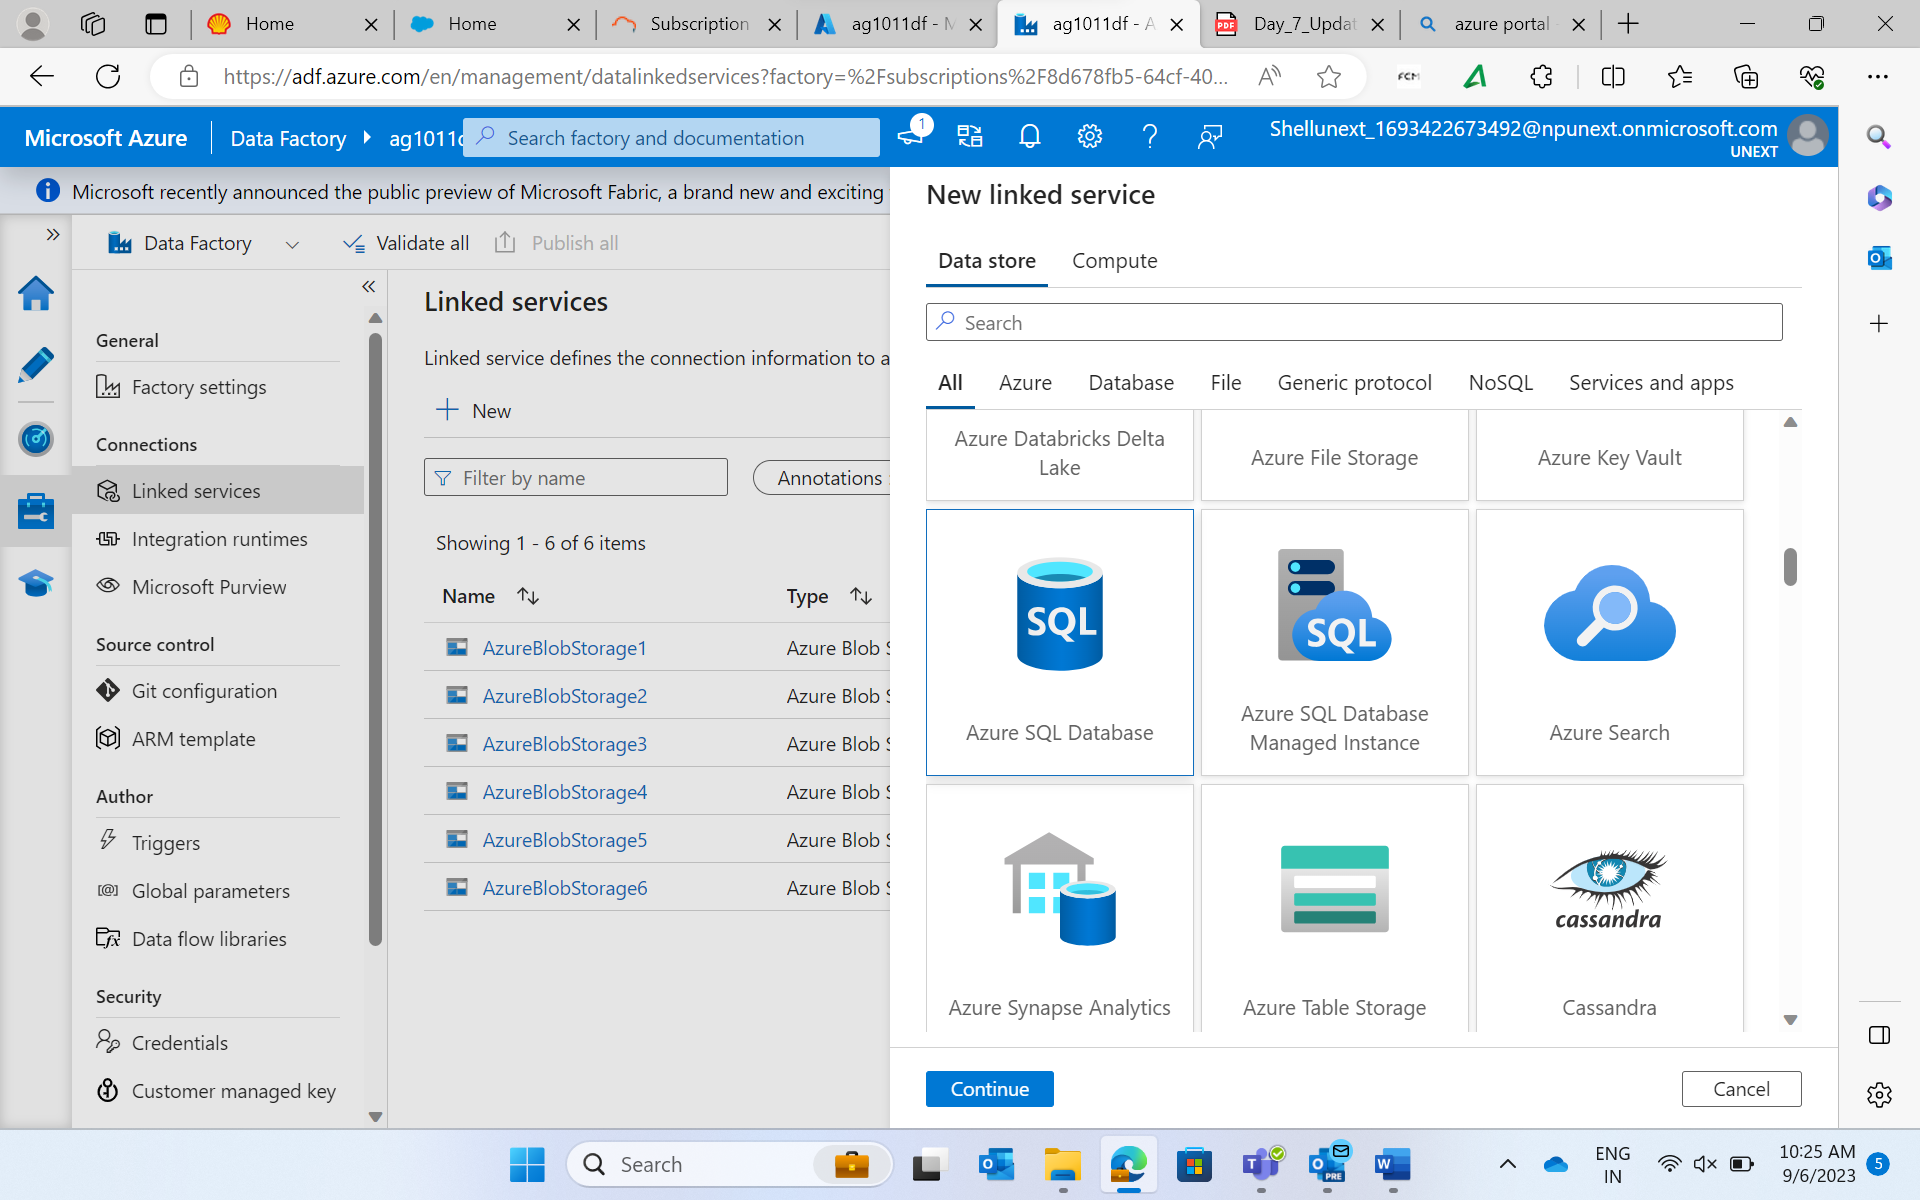 Home
Home
Subscription
ag1011df - M
ag1011df - A
PDF
Day_7_Updat
azure portal
https://adf.azure.com/en/management/datalinkedservices?factory=%2Fsubscriptions%2F8d678fb5-64cf-40...
FCM
Microsoft Azure
Data Factory
ag1011d
Search factory and documentation
1
Shellunext_1693422673492@npunext.onmicrosoft.com
UNEXT
Microsoft recently announced the public preview of Microsoft Fabric, a brand new and exciting
Data Factory
Validate all
Publish all
General
Factory settings
Connections
Linked services
Integration runtimes
Microsoft Purview
Source control
Git configuration
ARM template
Author
Triggers
Global parameters
Data flow libraries
Security
Credentials
Customer managed key
Linked services
Linked service defines the connection information to a
New
Filter by name
Annotations :
Showing 1 - 6 of 6 items
Name
Type
AzureBlobStorage1
Azure Blob S
AzureBlobStorage2
Azure Blob S
AzureBlobStorage3
Azure Blob S
AzureBlobStorage4
Azure Blob S
AzureBlobStorage5
Azure Blob S
AzureBlobStorage6
Azure Blob S
New linked service
Data store
Compute
Search
All
Azure
Database
File
Generic protocol
NoSQL
Services and apps
Azure Databricks Delta
Lake
Azure File Storage
Azure Key Vault
SQL
Azure SQL Database
SQL
Azure SQL Database
Managed Instance
Azure Search
Azure Synapse Analytics
Azure Table Storage
cassandra
Cassandra
Continue
Cancel
Search
PRE
ENG
IN
10:25 AM
9/6/2023
5